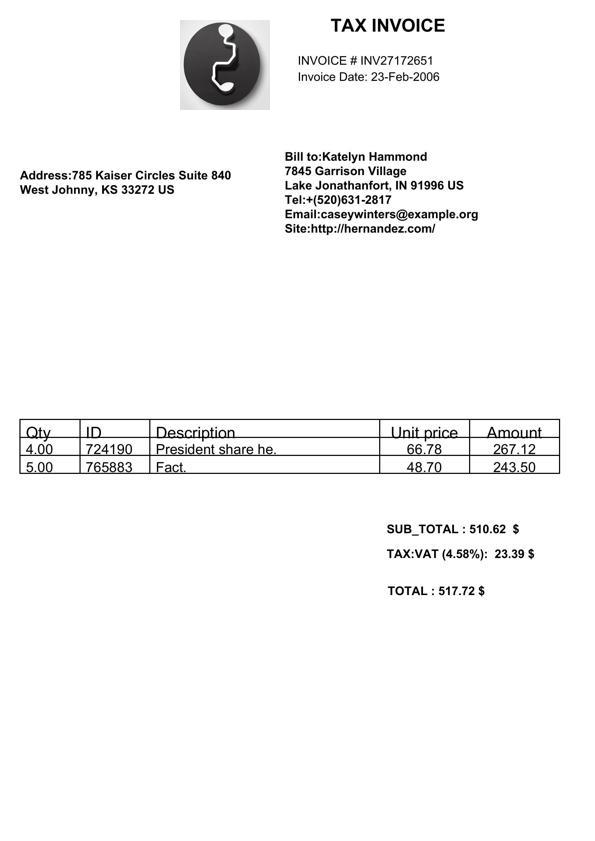 TAX INVOICE
INVOICE # INV27172651
Invoice Date: 23-Feb-2006
Address:785 Kaiser Circles Suite 840
West Johnny, KS 33272 US
Bill to:Katelyn Hammond
7845 Garrison Village
Lake Jonathanfort, IN 91996 US
Tel:+(520)631-2817
Email:caseywinters@example.org
Site:http://hernandez.com/
Qty ID Description Unit price Amount
4.00 724190 President share he. 66.78 267.12
5.00 765883 Fact. 48.70 243.50
SUB_TOTAL : 510.62 $
TAX:VAT (4.58%): 23.39 $
TOTAL : 517.72 $